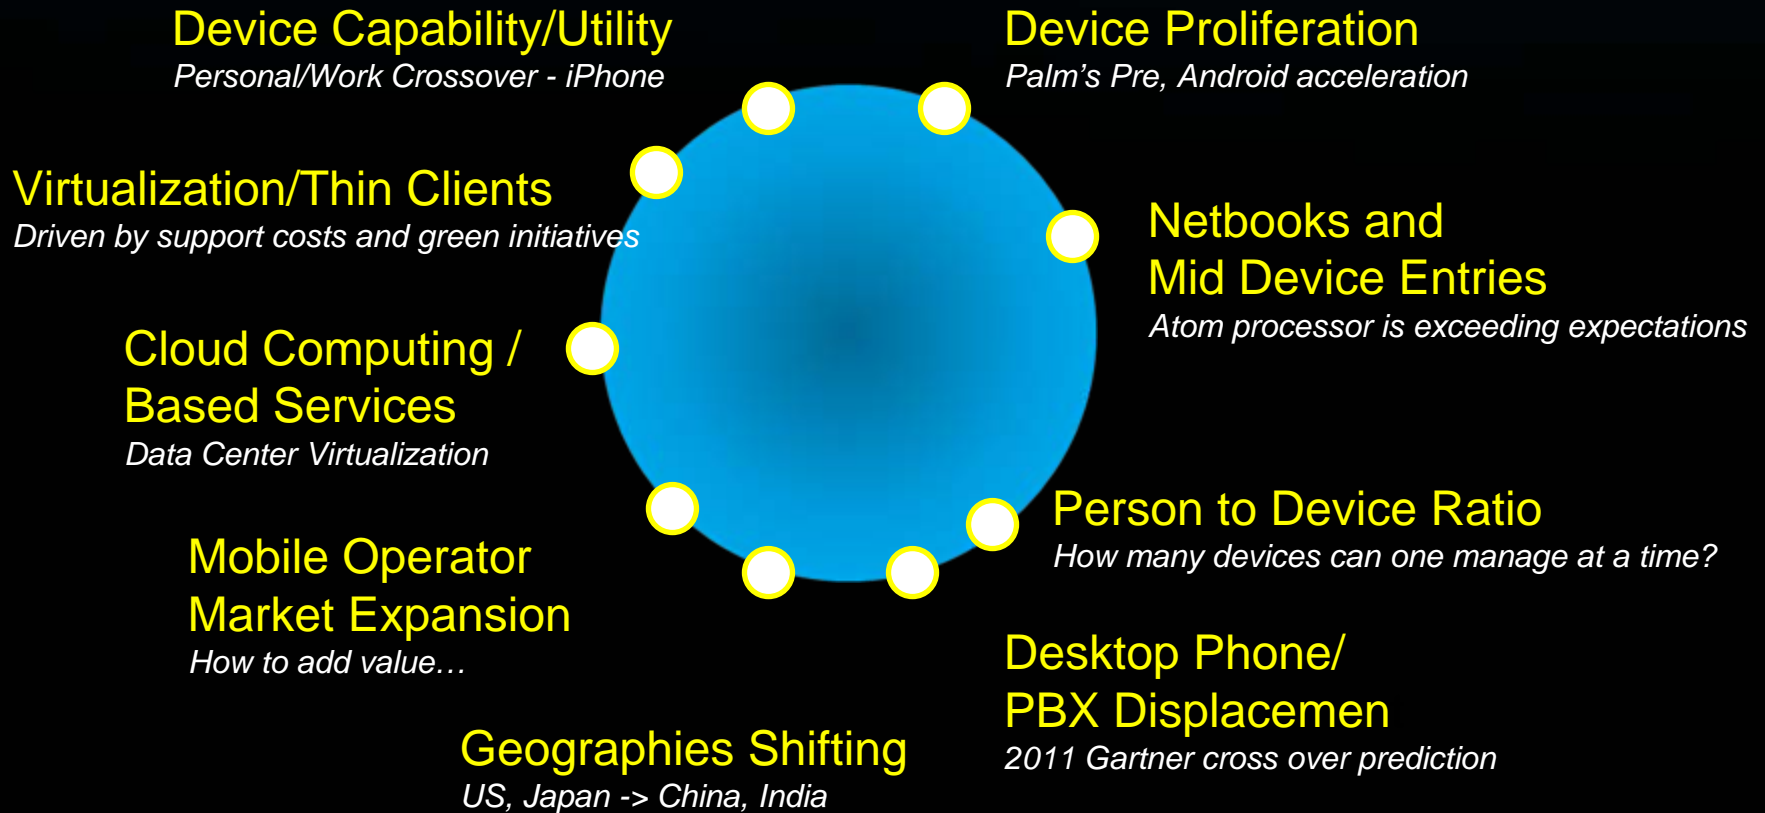 Device Capability/Utility
Personal/Work Crossover - iPhone
Device Proliferation
Palm's Pre, Android acceleration
Virtualization/Thin Clients
Driven by support costs and green initiatives
Netbooks and
Mid Device Entries
Atom processor is exceeding expectations
Cloud Computing /
Based Services
Data Center Virtualization
Person to Device Ratio
How many devices can one manage at a time?
Mobile Operator
Market Expansion
How to add value…
Desktop Phone/
PBX Displacemen
2011 Gartner cross over prediction
Geographies Shifting
US, Japan -> China, India